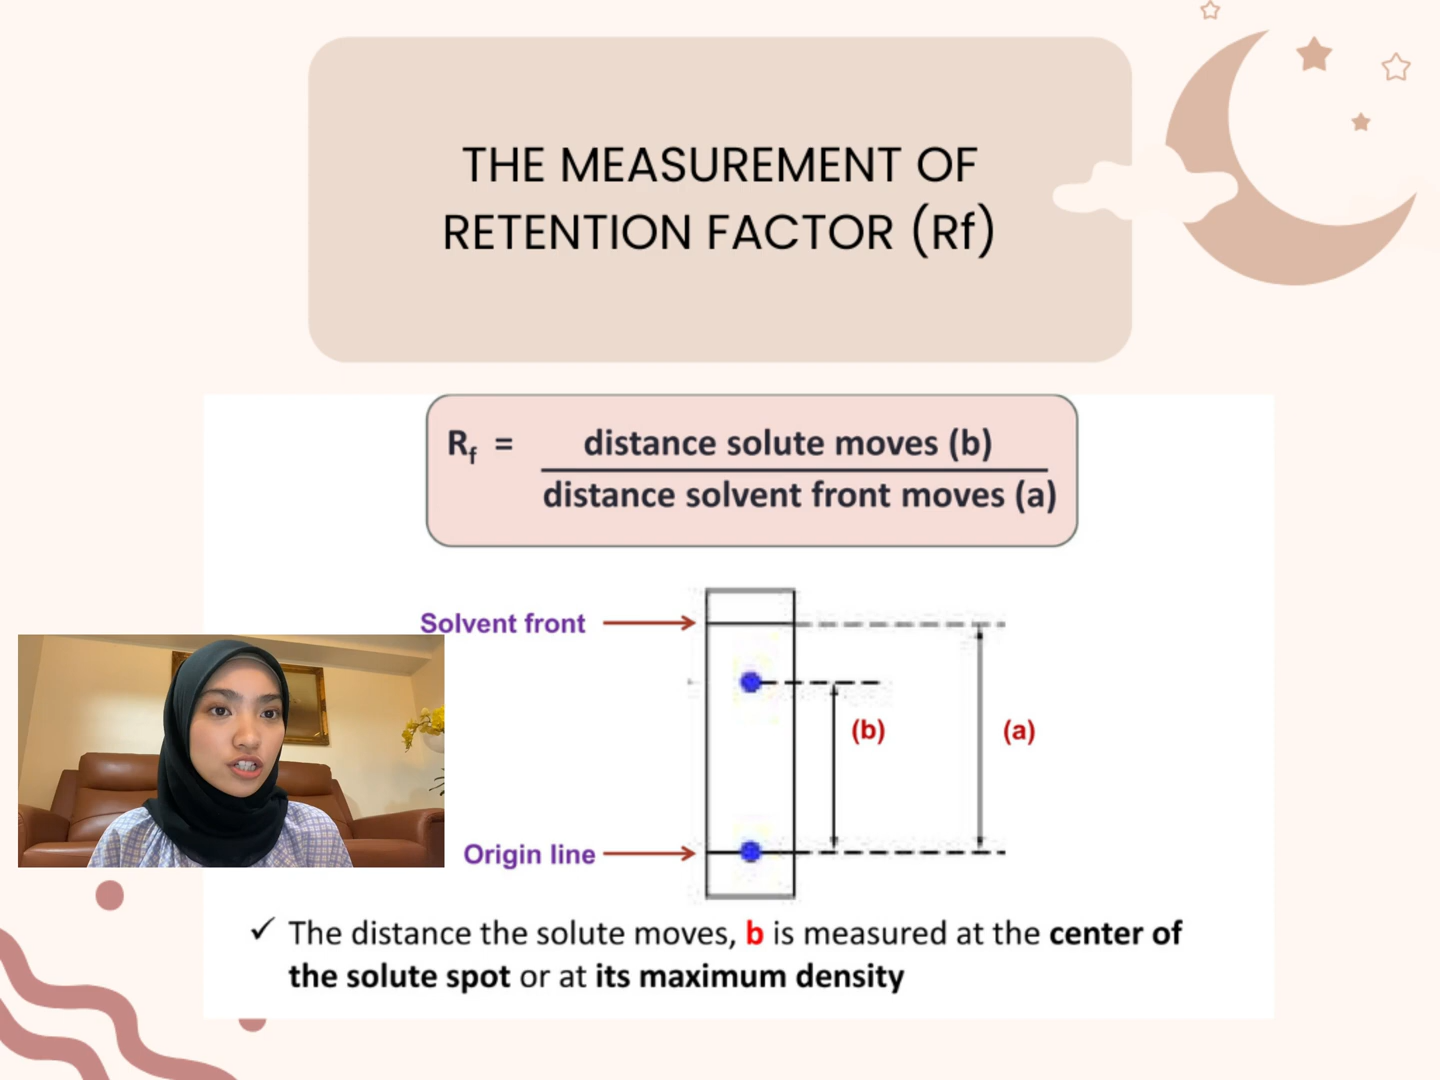 THE MEASUREMENT OF
RETENTION FACTOR (Rf)
Rf = distance solute moves (b)
distance solvent front moves (a)
Solvent front
(b)
(a)
Origin line
✓ The distance the solute moves, b is measured at the center of
the solute spot or at its maximum density